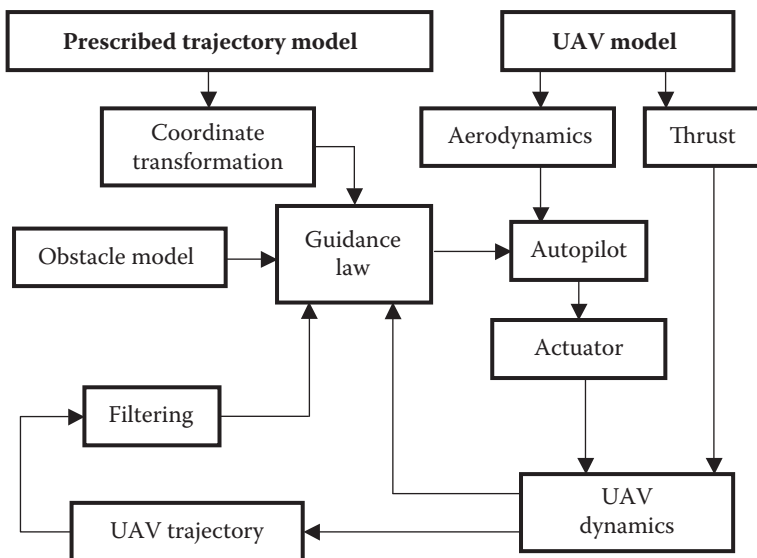 Prescribed trajectory model
UAV model
Coordinate
transformation
Aerodynamics
Thrust
Obstacle model
Guidance
law
Autopilot
Actuator
Filtering
UAV trajectory
UAV
dynamics